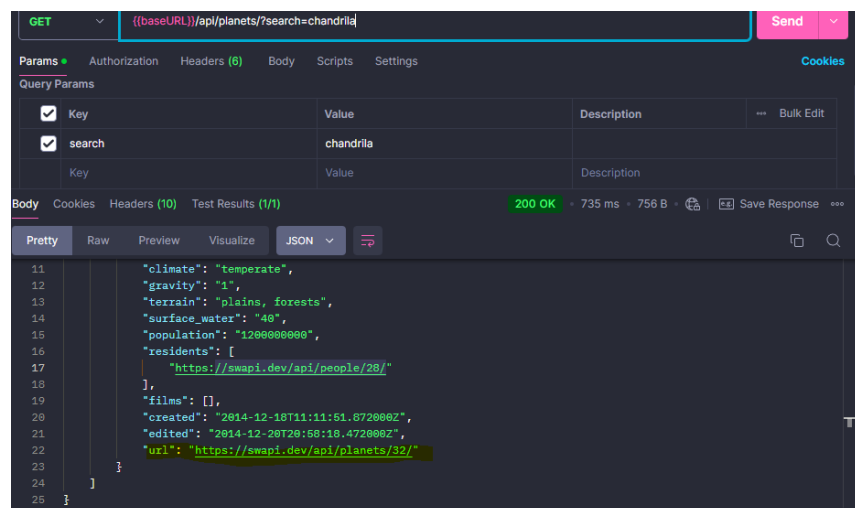 GET {{baseURL}}/api/planets/?search=chandrila Send
Params Authorization Headers (6) Body Scripts Settings Cookies
Query Params
Key Value Description Bulk Edit
search chandrila
Key Value Description
Body Cookies Headers (10) Test Results (1/1) 200 OK 735 ms 756 B Save Response
Pretty Raw Preview Visualize JSON
11 "climate": "temperate",
12 "gravity": "1",
13 "terrain": "plains, forests",
14 "surface_water": "40",
15 "population": "1200000000",
16 "residents": [
17 "https://swapi.dev/api/people/28/"
18 ],
19 "films": [],
20 "created": "2014-12-18T11:11:51.872000Z",
21 "edited": "2014-12-20T20:58:18.472000Z",
22 "url": "https://swapi.dev/api/planets/32/"
23 }
24 ]
25 }
T